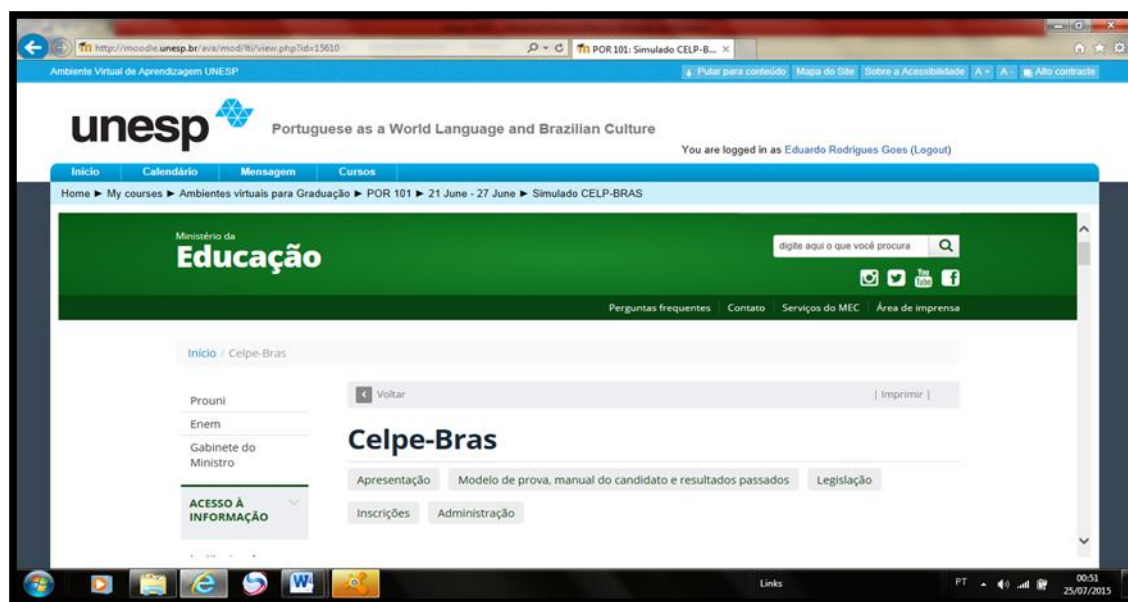 http://moodle.unesp.br/ava/mod/lti/view.php?id=15610
POR 101: Simulado CELP-B...
Ambiente Virtual de Aprendizagem UNESP
Pular para conteúdo Mapa do Site Sobre a Acessibilidade A+ A- Alto contraste
unesp Portuguese as a World Language and Brazilian Culture
You are logged in as Eduardo Rodrigues Goes (Logout)
Início Calendário Mensagem Cursos
Home ► My courses ► Ambientes virtuais para Graduação ► POR 101 ► 21 June - 27 June ► Simulado CELP-BRAS
Ministério da
Educação
digite aqui o que você procura
You Tube
Perguntas frequentes Contato Serviços do MEC Área de imprensa
Início / Celpe-Bras
Voltar | Imprimir |
Prouni
Enem
Gabinete do
Ministro
Celpe-Bras
Apresentação Modelo de prova, manual do candidato e resultados passados Legislação
Inscrições Administração
ACESSO À
INFORMAÇÃO
Links PT 00:51
25/07/2015